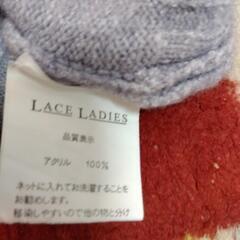 LACE LADIES
品質表示
アクリル 100%
ネットに入れてお洗濯することを
お勧めします。
移染しやすいので他の物と分け